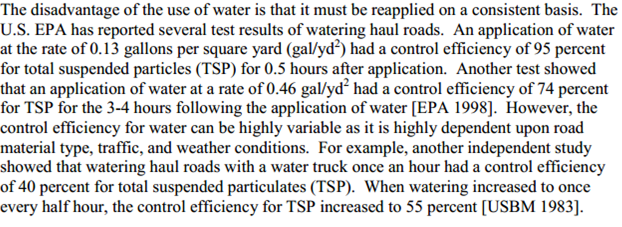 The disadvantage of the use of water is that it must be reapplied on a consistent basis.  The
U.S. EPA has reported several test results of watering haul roads.  An application of water
at the rate of 0.13 gallons per square yard (gal/yd²) had a control efficiency of 95 percent
for total suspended particles (TSP) for 0.5 hours after application.  Another test showed
that an application of water at a rate of 0.46 gal/yd² had a control efficiency of 74 percent
for TSP for the 3-4 hours following the application of water [EPA 1998].  However, the
control efficiency for water can be highly variable as it is highly dependent upon road
material type, traffic, and weather conditions.  For example, another independent study
showed that watering haul roads with a water truck once an hour had a control efficiency
of 40 percent for total suspended particulates (TSP).  When watering increased to once
every half hour, the control efficiency for TSP increased to 55 percent [USBM 1983].